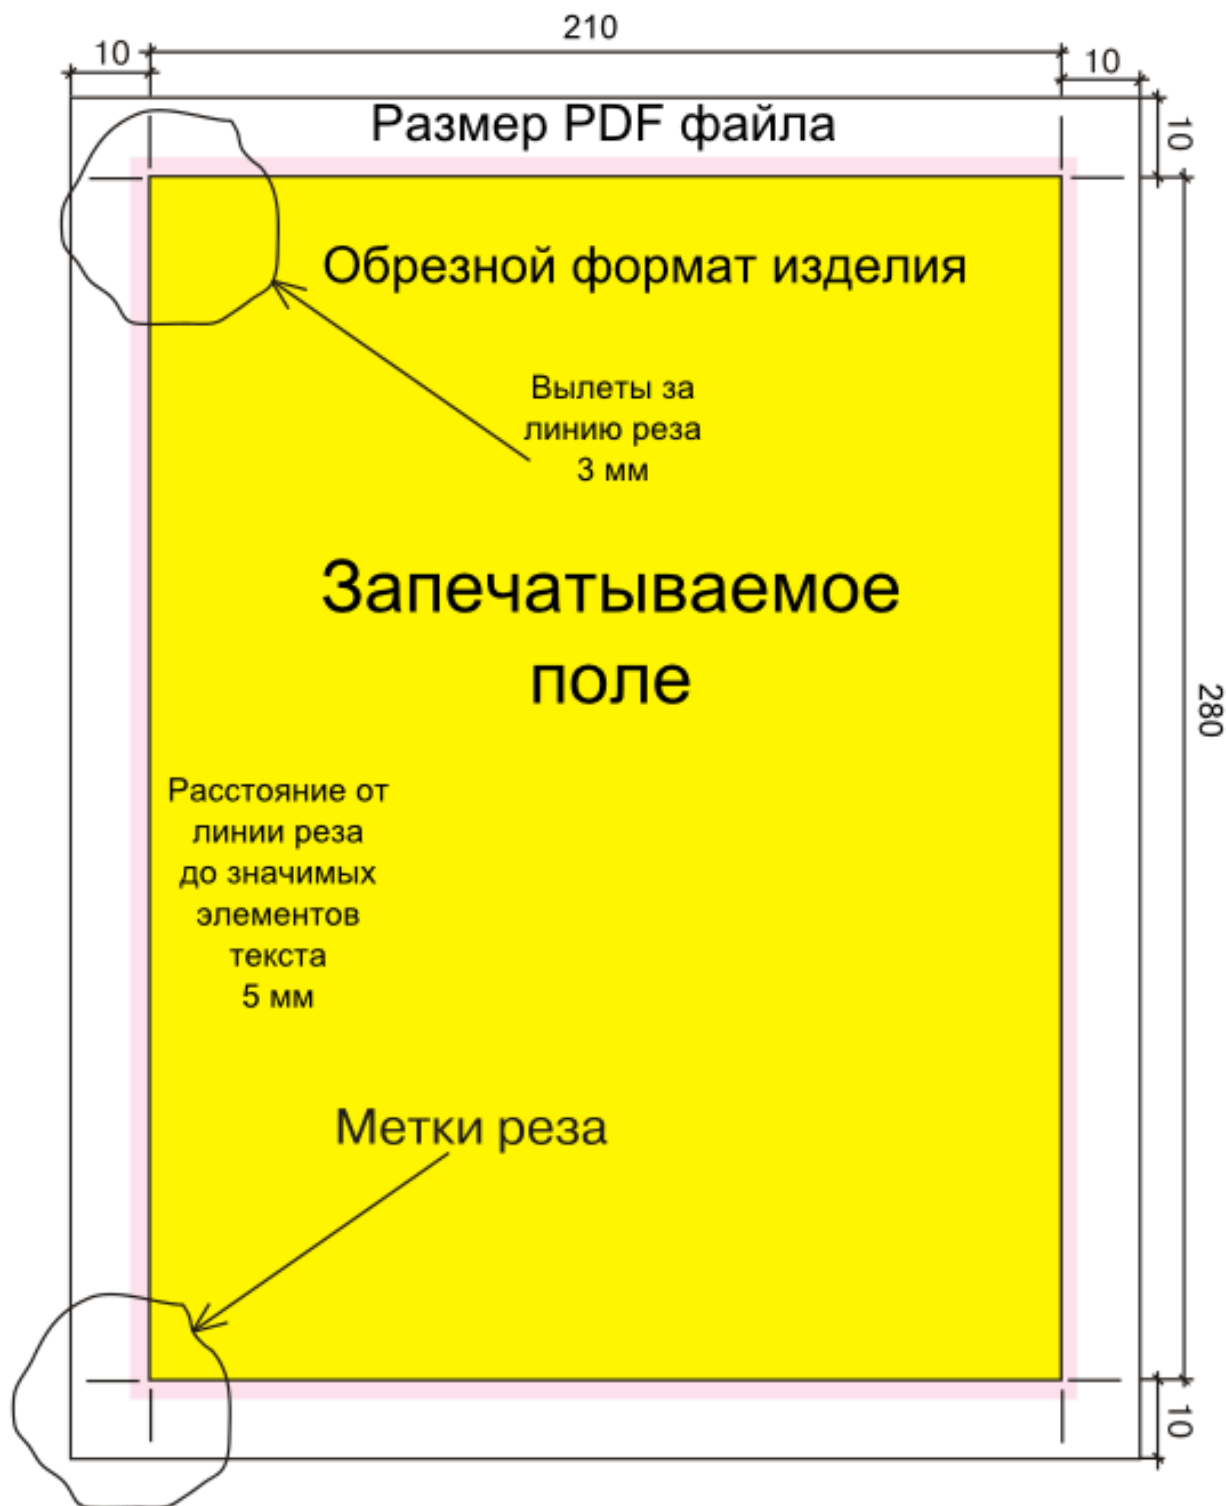 210
10
10
Размер PDF файла
10
Обрезной формат изделия
Вылеты за
линию реза
3 мм
Запечатываемое
поле
280
Расстояние от
линии реза
до значимых
элементов
текста
5 мм
Метки реза
10